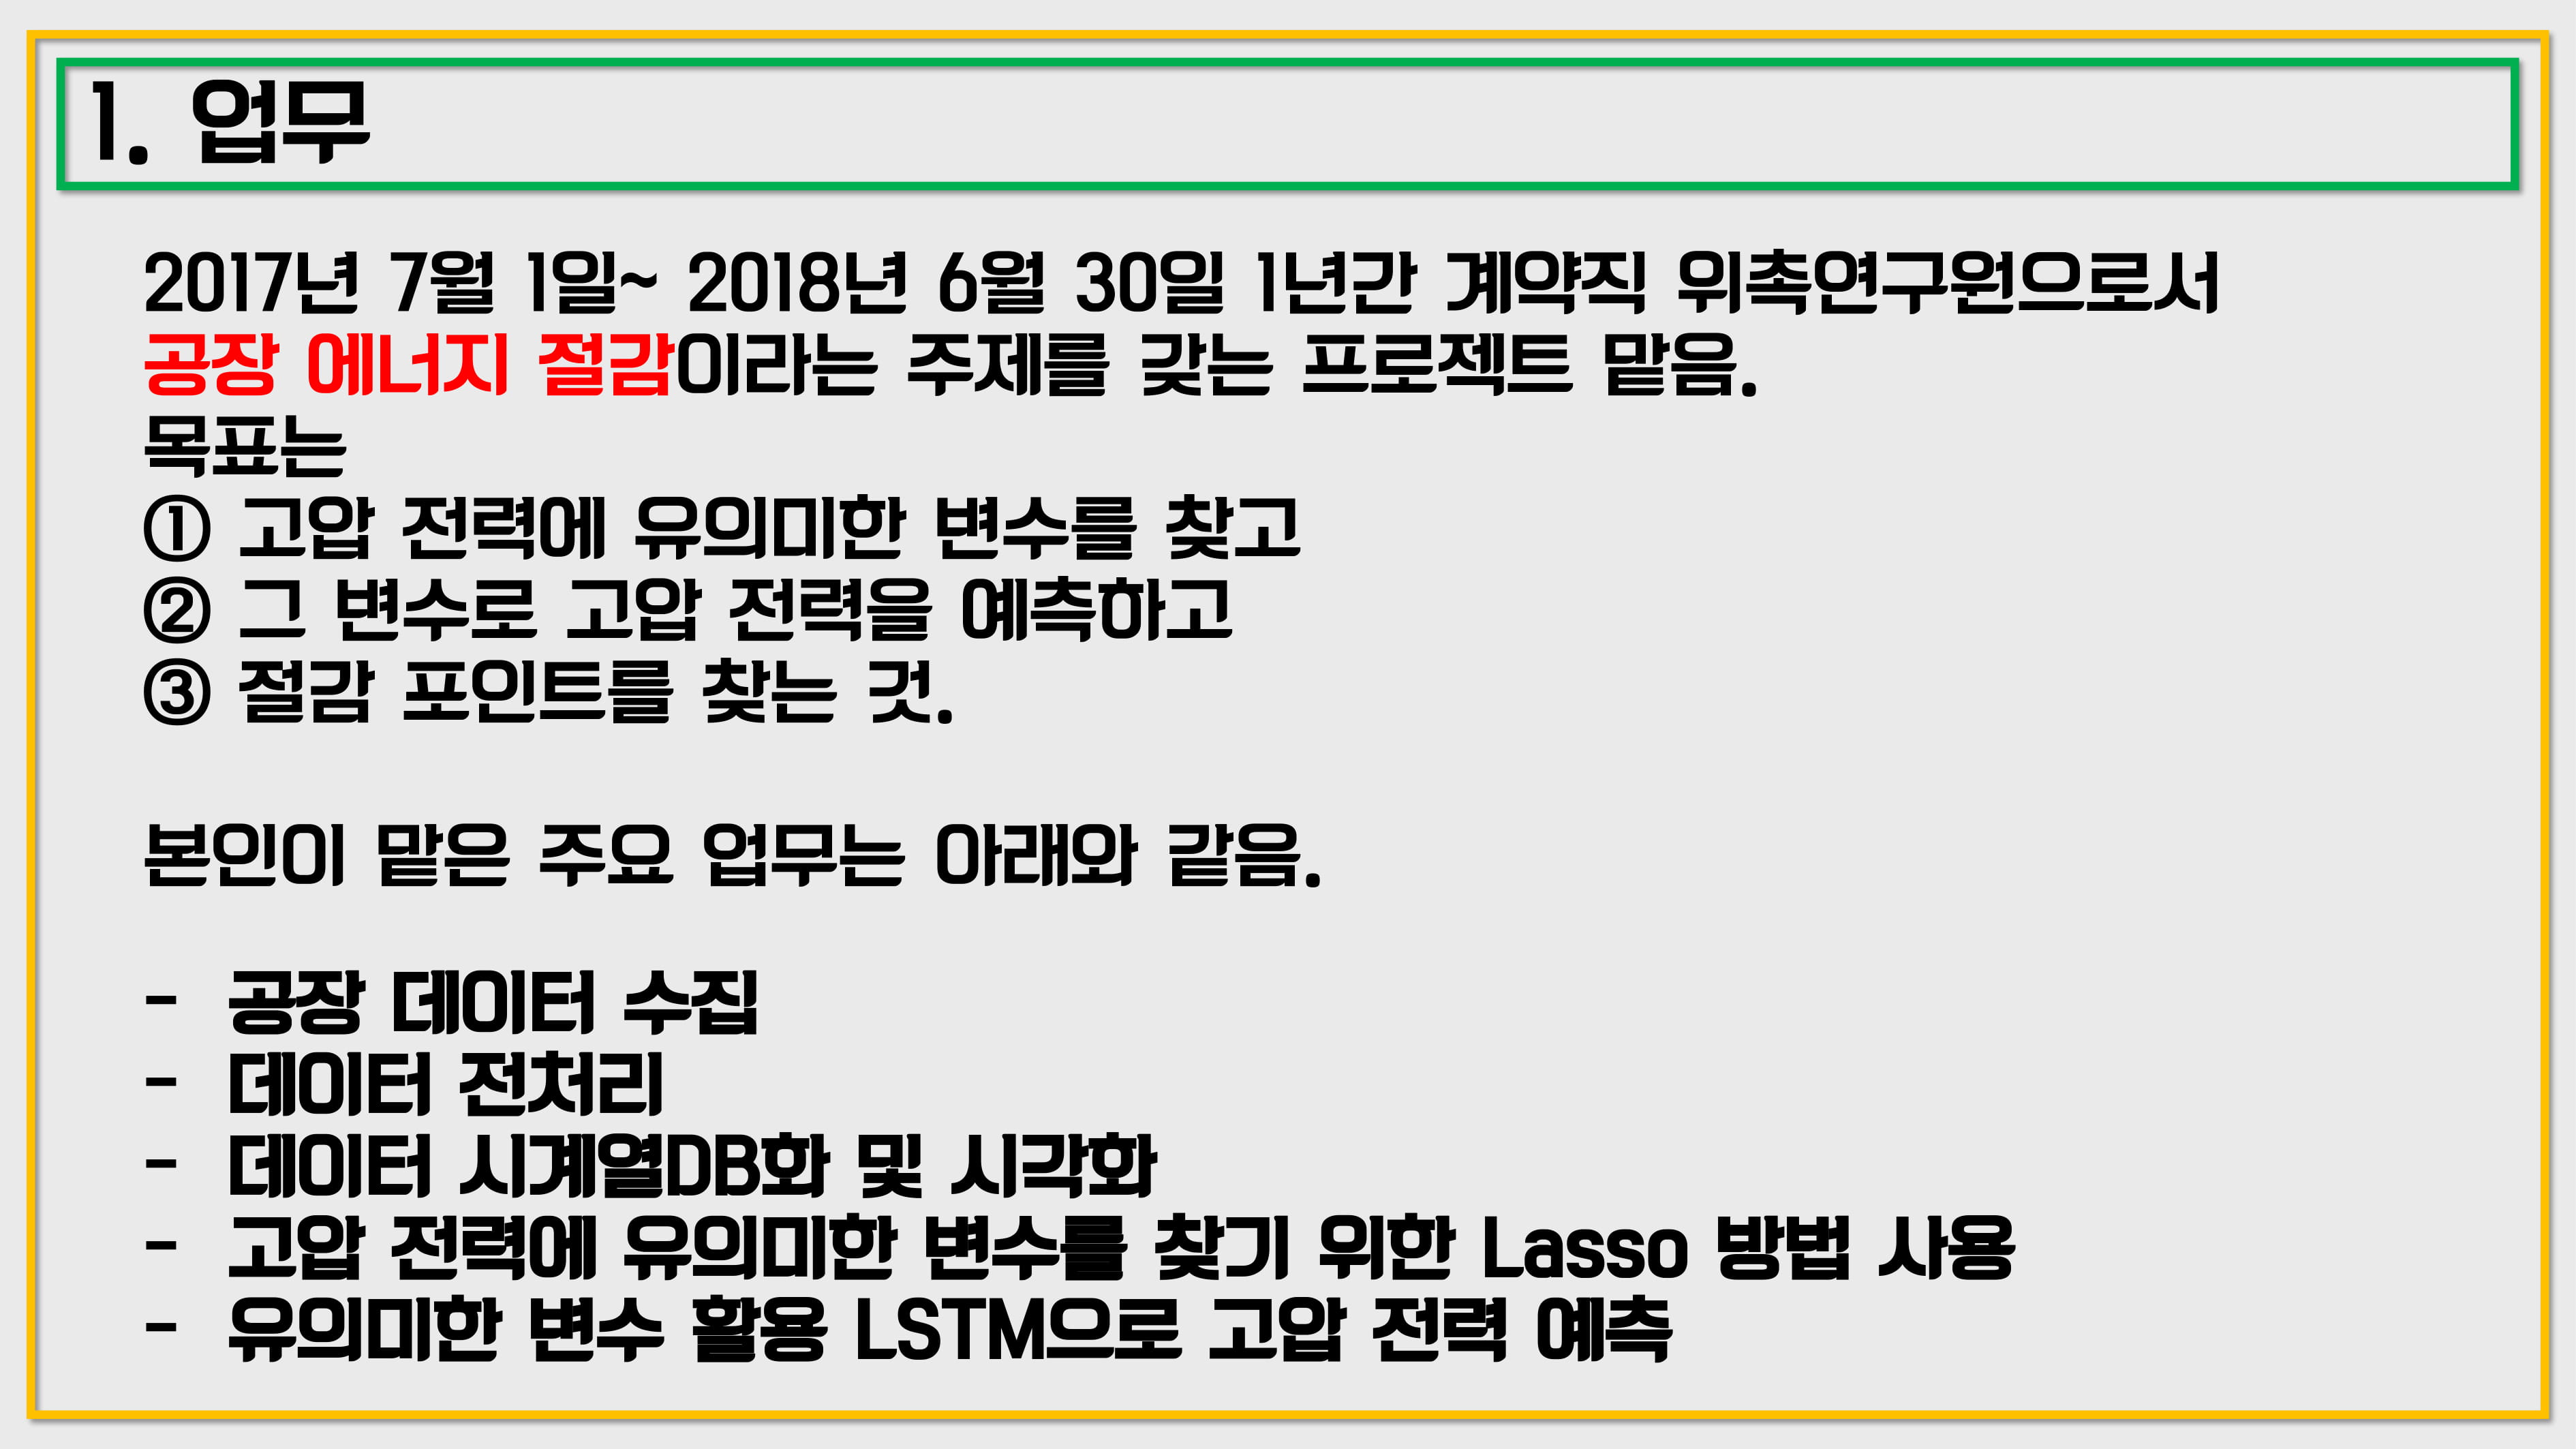 1. 업무
2017년 7월 1일~ 2018년 6월 30일 1년간 계약직 위촉연구원으로서
공장 에너지 절감이라는 주제를 갖는 프로젝트 맡음.
목표는
① 고압 전력에 유의미한 변수를 찾고
② 그 변수로 고압 전력을 예측하고
③ 절감 포인트를 찾는 것.
본인이 맡은 주요 업무는 아래와 같음.
- 공장 데이터 수집
- 데이터 전처리
- 데이터 시계열DB화 및 시각화
- 고압 전력에 유의미한 변수를 찾기 위한 Lasso 방법 사용
- 유의미한 변수 활용 LSTM으로 고압 전력 예측